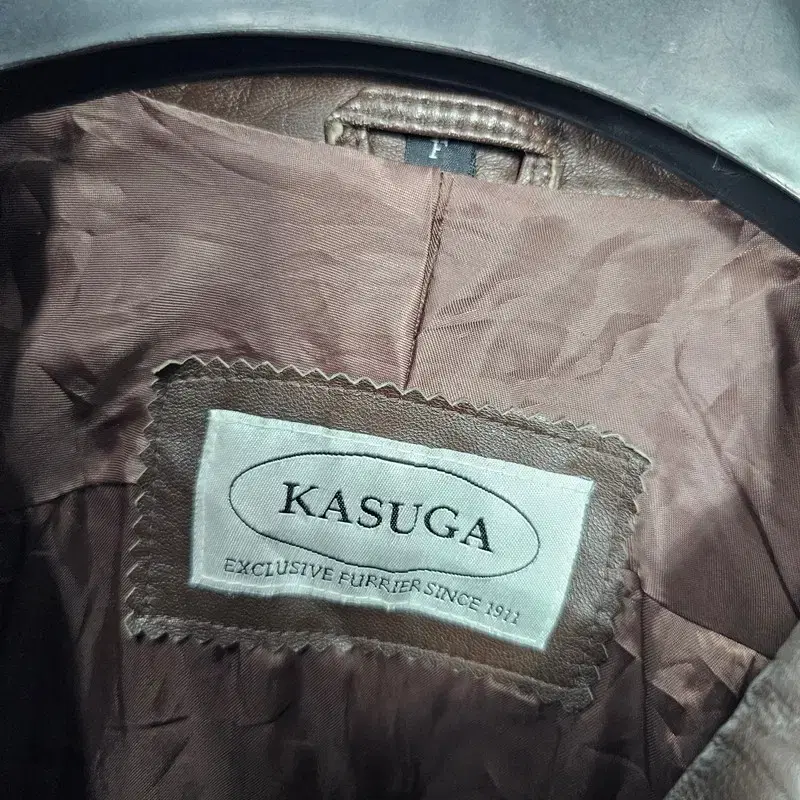 F
KASUGA
EXCLUSIVE FURRIER SINCE 1911